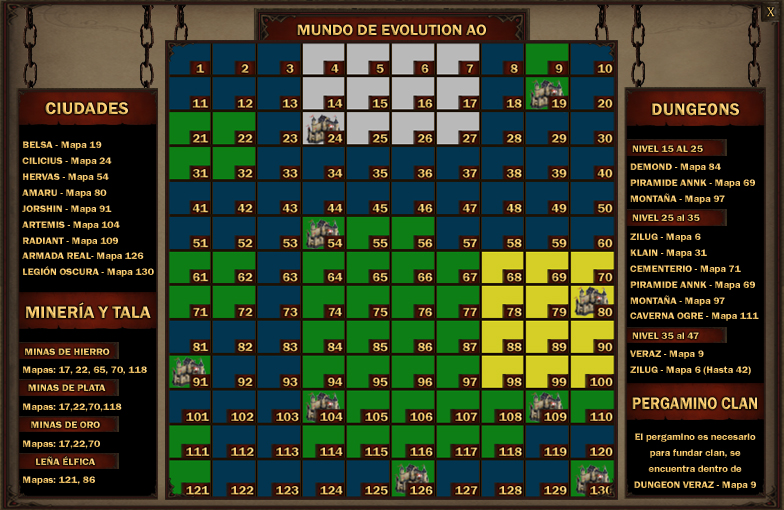 X
MUNDO DE EVOLUTION AO
CIUDADES
BELSA - Mapa 19
CILICIUS - Mapa 24
HERVAS - Mapa 54
AMARU - Mapa 80
JORSHIN - Mapa 91
ARTEMIS - Mapa 104
RADIANT - Mapa 109
ARMADA REAL- Mapa 126
LEGIÓN OSCURA - Mapa 130
MINERÍA Y TALA
MINAS DE HIERRO
Mapas: 17, 22, 65, 70, 118
MINAS DE PLATA
Mapas: 17,22,70,118
MINAS DE ORO
Mapas: 17,22,70
LEÑA ÉLFICA
Mapas: 121, 86
1 2 3 4 5 6 7 8 9 10
11 12 13 14 15 16 17 18 19 20
21 22 23 24 25 26 27 28 29 30
31 32 33 34 35 36 37 38 39 40
41 42 43 44 45 46 47 48 49 50
51 52 53 54 55 56 57 58 59 60
61 62 63 64 65 66 67 68 69 70
71 72 73 74 75 76 77 78 79 80
81 82 83 84 85 86 87 88 89 90
91 92 93 94 95 96 97 98 99 100
101 102 103 104 105 106 107 108 109 110
111 112 113 114 115 116 117 118 119 120
121 122 123 124 125 126 127 128 129 130
DUNGEONS
NIVEL 15 AL 25
DEMOND - Mapa 84
PIRAMIDE ANNK - Mapa 69
MONTAÑA - Mapa 97
NIVEL 25 al 35
ZILUG - Mapa 6
KLAIN - Mapa 31
CEMENTERIO - Mapa 71
PIRAMIDE ANNK - Mapa 69
MONTAÑA - Mapa 97
CAVERNA OGRE - Mapa 111
NIVEL 35 al 47
VERAZ - Mapa 9
ZILUG - Mapa 6 (Hasta 42)
PERGAMINO CLAN
El pergamino es necesario
para fundar clan, se
encuentra dentro de
DUNGEON VERAZ - Mapa 9